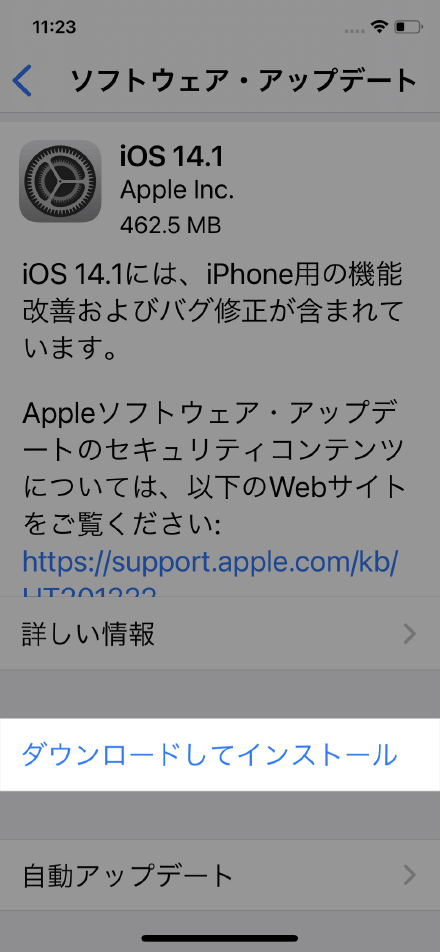 11:23
ソフトウェア・アップデート
iOS 14.1
Apple Inc.
462.5 MB
iOS 14.1には、iPhone用の機能
改善およびバグ修正が含まれて
います。
Appleソフトウェア・アップデ
ートのセキュリティコンテンツ
については、以下のWebサイト
をご覧ください:
https://support.apple.com/kb/
HT201222
詳しい情報
ダウンロードしてインストール
自動アップデート